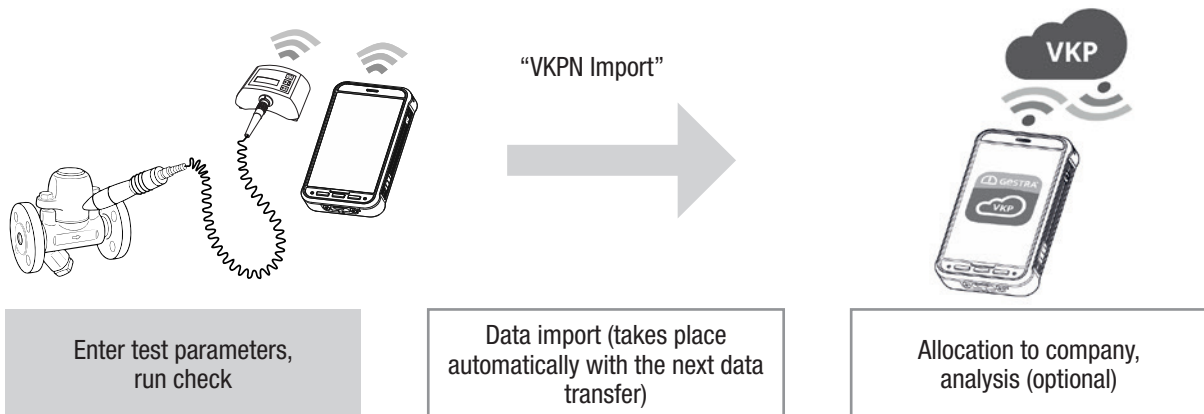 “VKPN Import”
VKP
GESTRA
VKP
Enter test parameters,
run check
Data import (takes place
automatically with the next data
transfer)
Allocation to company,
analysis (optional)